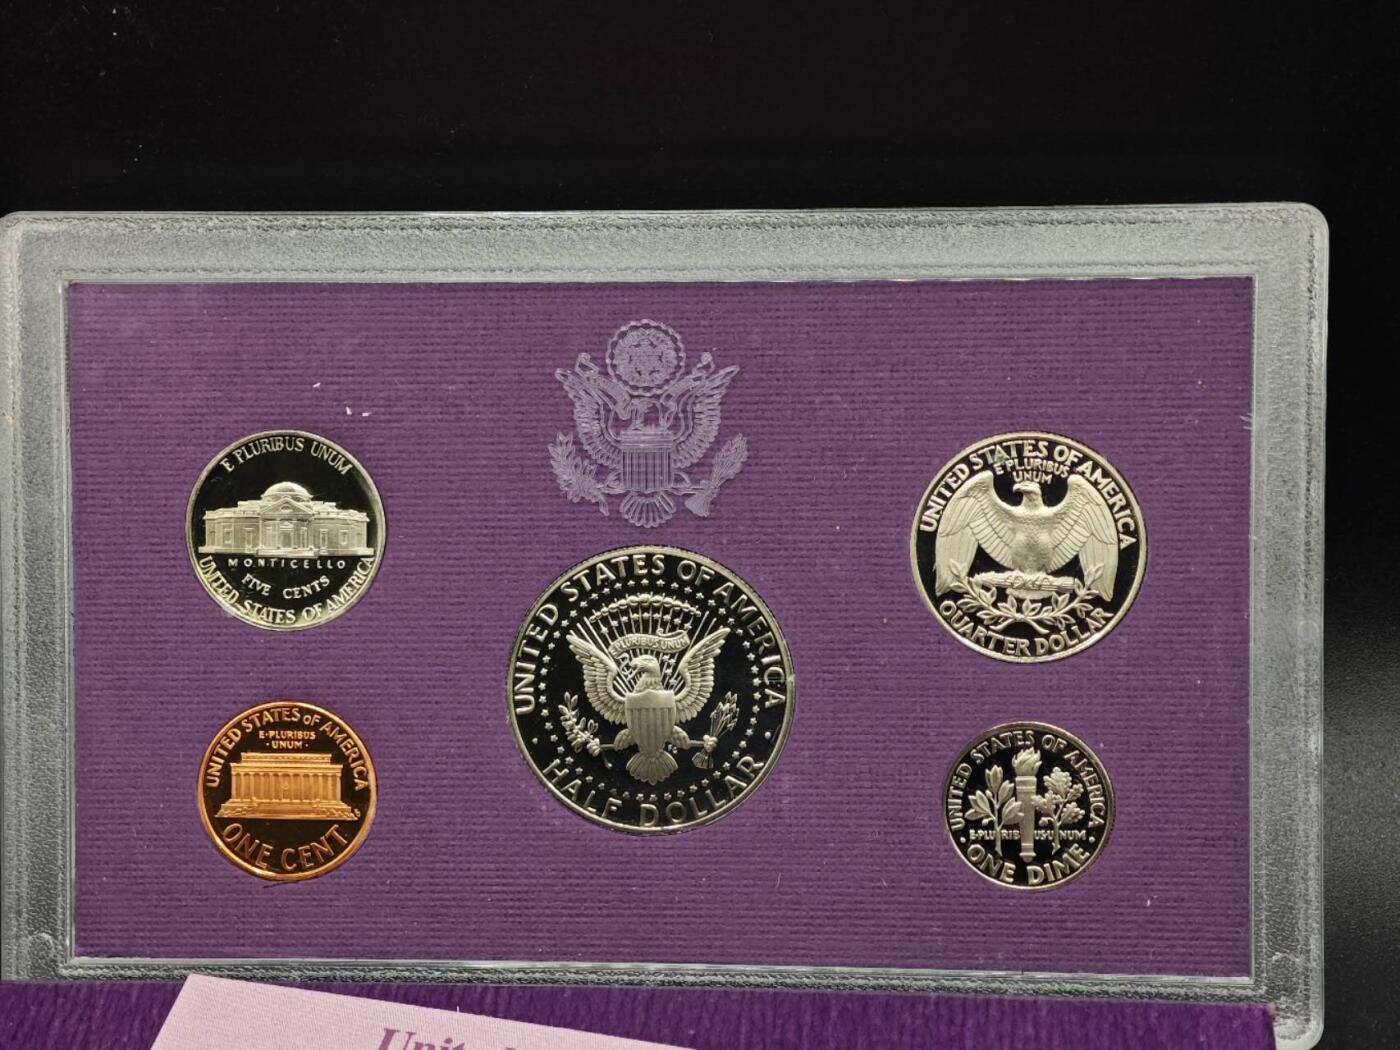 E PLURIBUS UNUM
MONTICELLO
FIVE CENTS
UNITED STATES OF AMERICA
UNITED STATES OF AMERICA
E PLURIBUS
UNUM
QUARTER DOLLAR
UNITED STATES OF AMERICA
PLURIBUS UNUM
HALF DOLLAR
UNITED STATES OF AMERICA
E·PLURIBUS
·UNUM·
ONE CENT
UNITED STATES OF AMERICA
E·PLURIBUS·UNUM
·ONE DIME·